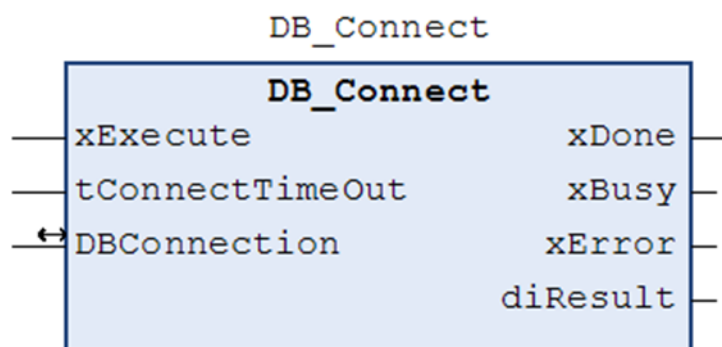 DB_Connect
DB_Connect
xExecute xDone
tConnectTimeOut xBusy
DBConnection xError
diResult